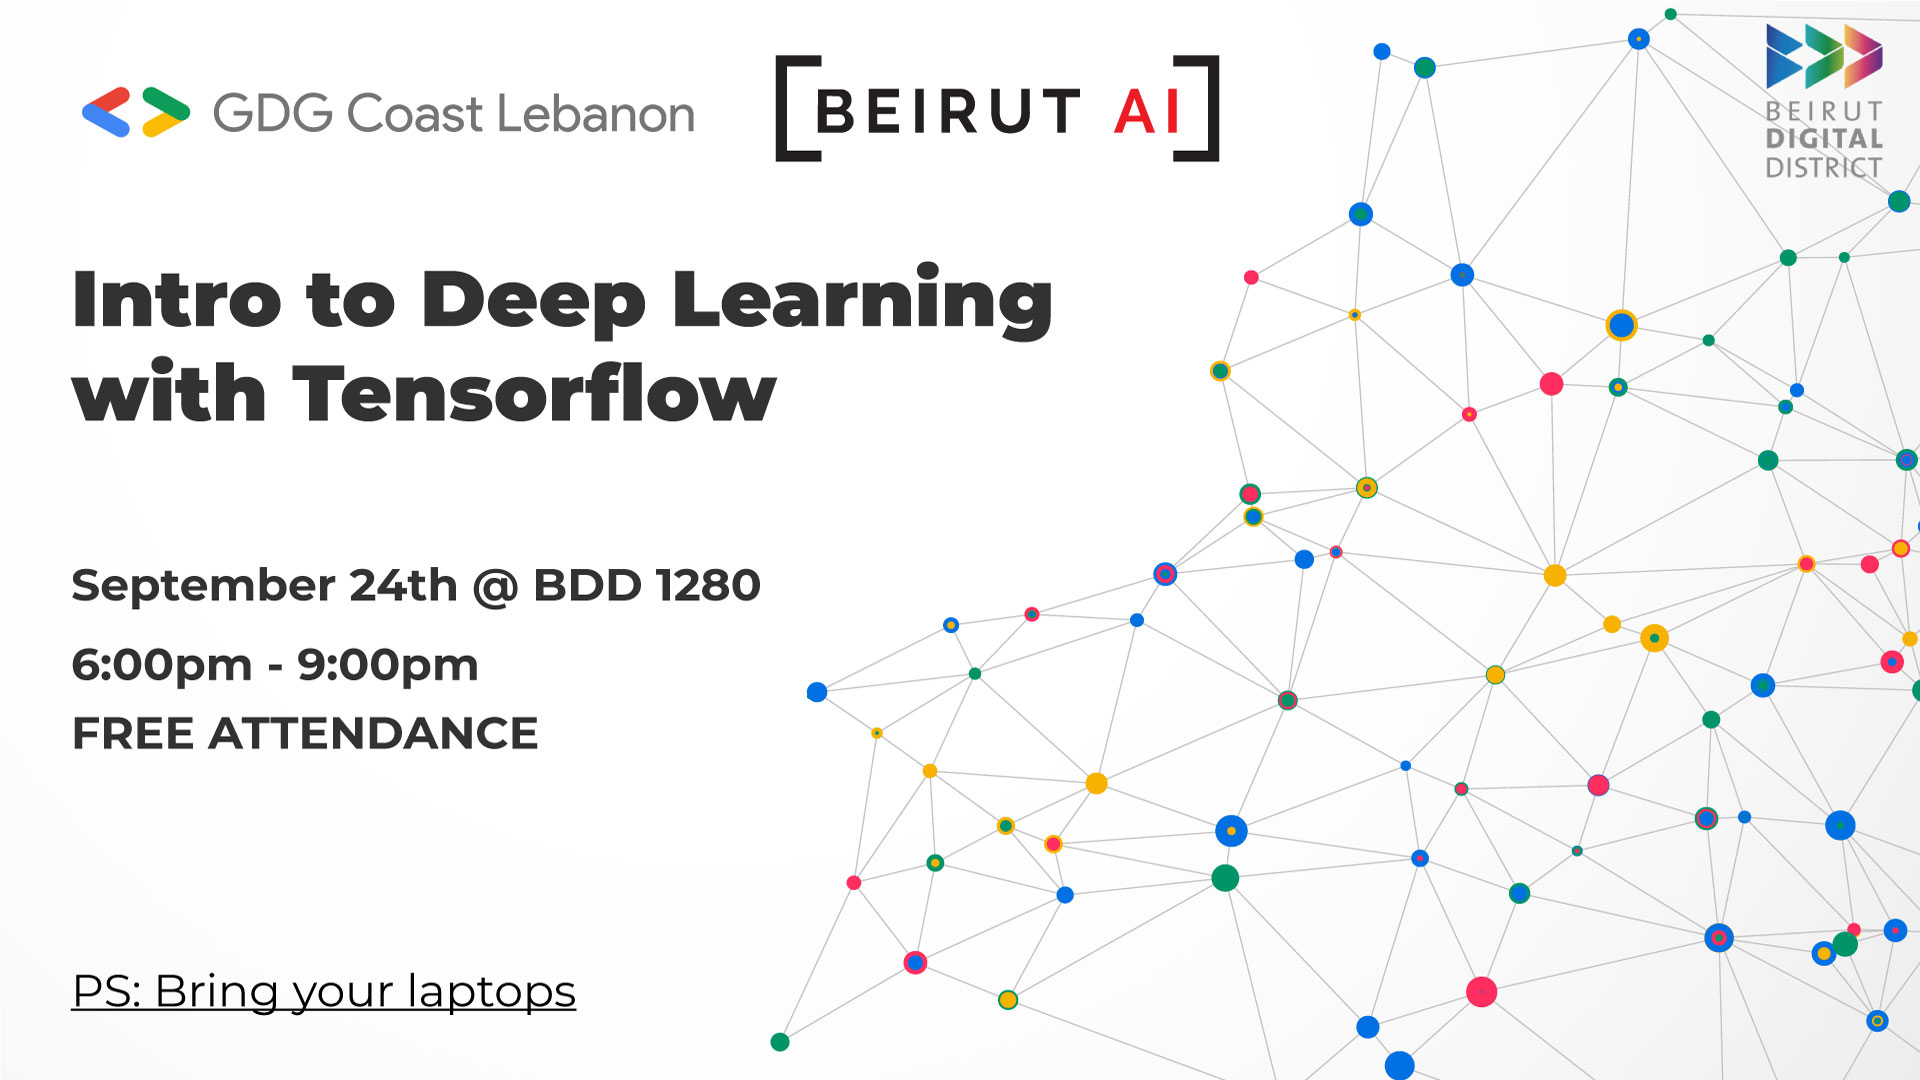 GDG Coast Lebanon
[BEIRUT AI]
BEIRUT
DIGITAL
DISTRICT
Intro to Deep Learning
with Tensorflow
September 24th @ BDD 1280
6:00pm - 9:00pm
FREE ATTENDANCE
PS: Bring your laptops